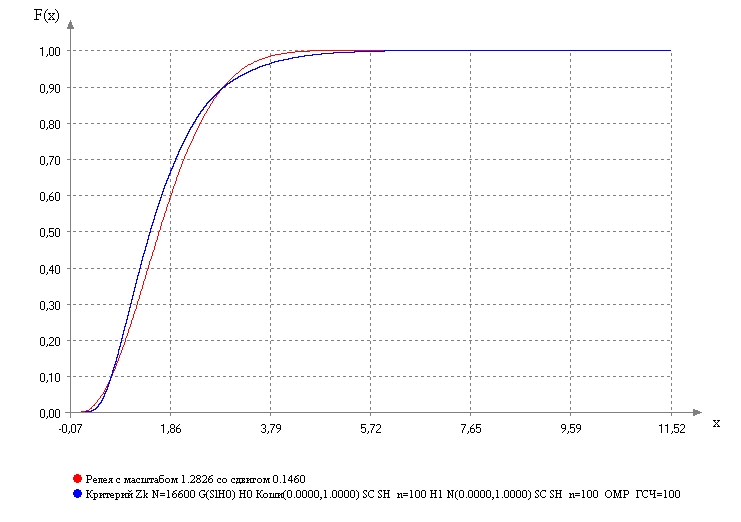 F(x)
1,00
0,90
0,80
0,70
0,60
0,50
0,40
0,30
0,20
0,10
0,00
-0,07 1,86 3,79 5,72 7,65 9,59 11,52
x
Релея с масштабом 1.2826 со сдвигом 0.1460
Критерий Zk N=16600 G(S|H0) H0 Коши(0.0000,1.0000) SC SH n=100 H1 N(0.0000,1.0000) SC SH n=100 ОМР ГСЧ=100